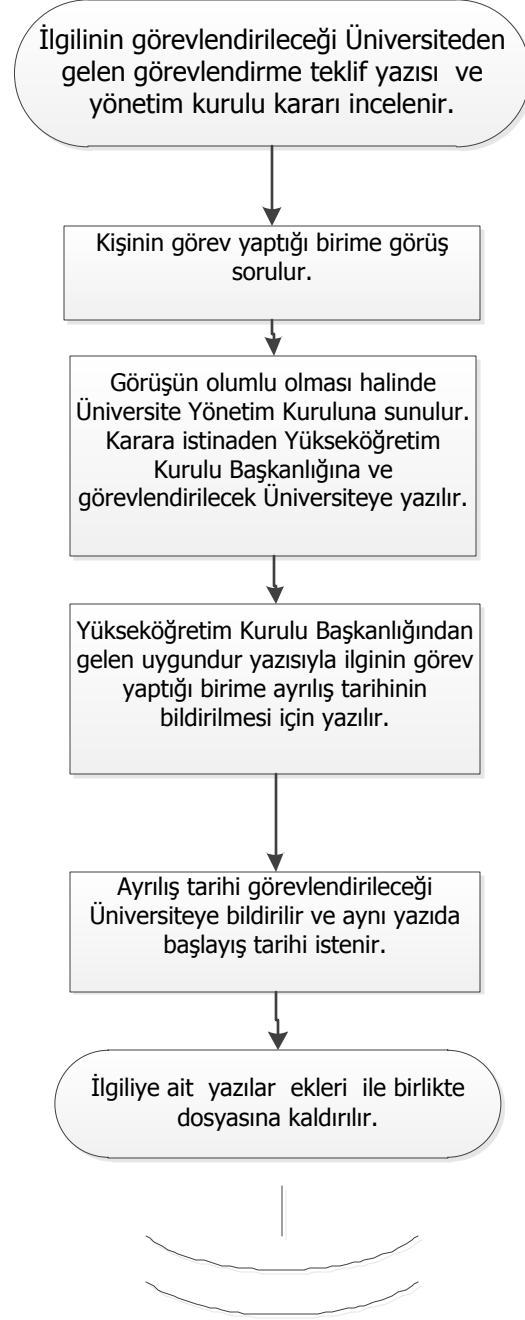 İlgilinin görevlendirileceği Üniversiteden
gelen görevlendirme teklif yazısı ve
yönetim kurulu kararı incelenir.
Kişinin görev yaptığı birime görüş
sorulur.
Görüşün olumlu olması halinde
Üniversite Yönetim Kuruluna sunulur.
Karara istinaden Yükseköğretim
Kurulu Başkanlığına ve
görevlendirilecek Üniversiteye yazılır.
Yükseköğretim Kurulu Başkanlığından
gelen uygundur yazısıyla ilginin görev
yaptığı birime ayrılış tarihinin
bildirilmesi için yazılır.
Ayrılış tarihi görevlendirileceği
Üniversiteye bildirilir ve aynı yazıda
başlayış tarihi istenir.
İlgiliye ait yazılar ekleri ile birlikte
dosyasına kaldırılır.